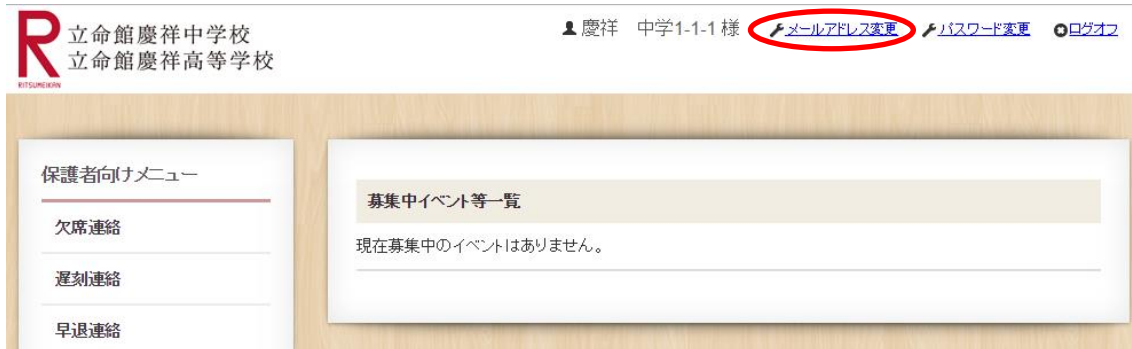 立命館慶祥中学校
立命館慶祥高等学校
RITSUMEIKAN
慶祥 中学1-1-1 様 メールアドレス変更 パスワード変更 ログオフ
保護者向けメニュー
欠席連絡
遅刻連絡
早退連絡
募集中イベント等一覧
現在募集中のイベントはありません。